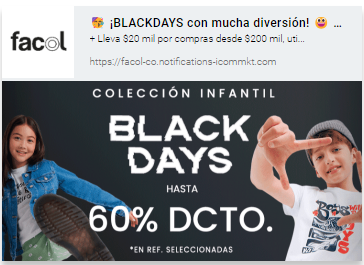 facol
🎉 ¡BLACKDAYS con mucha diversión! 😀 ...
+ Lleva $20 mil por compras desde $200 mil, uti...
https://facol-co.notifications-icommkt.com
COLECCIÓN INFANTIL
BLACK
DAYS
HASTA
60% DCTO.
*EN REF. SELECCIONADAS